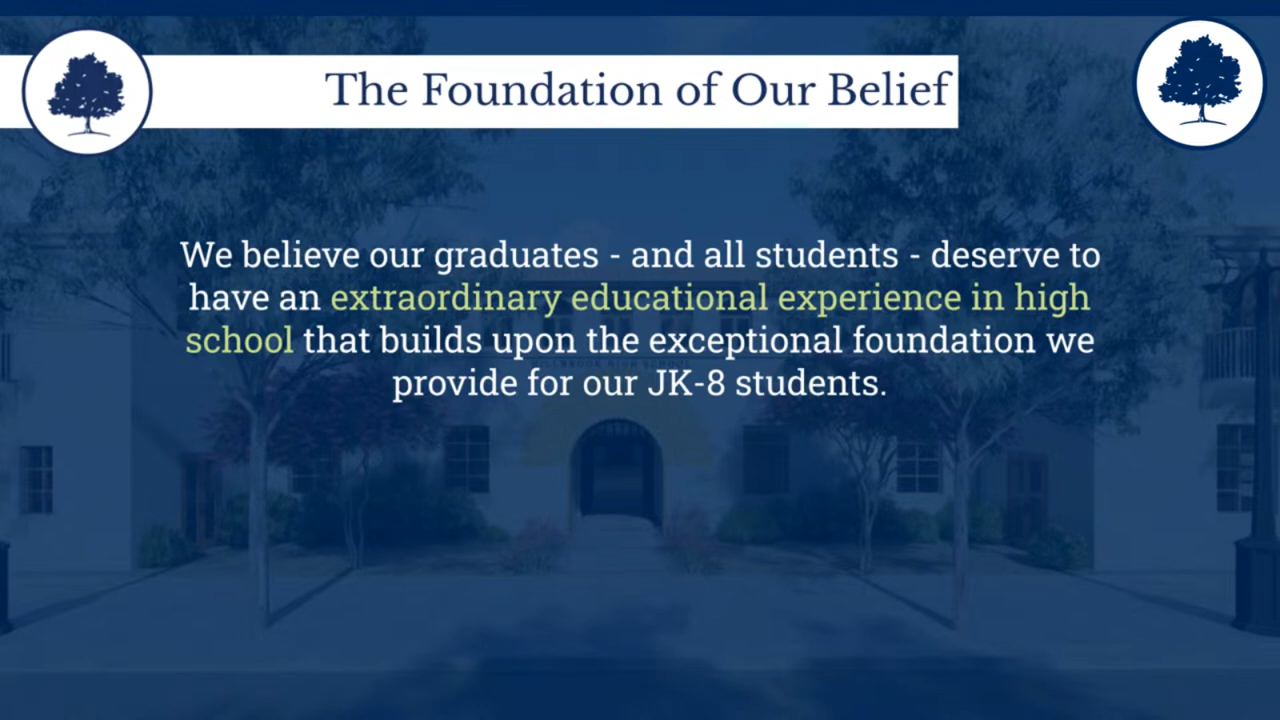 The Foundation of Our Belief
We believe our graduates - and all students - deserve to
have an extraordinary educational experience in high
school that builds upon the exceptional foundation we
provide for our JK-8 students.